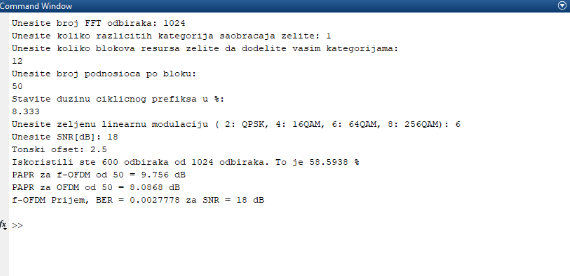 Command Window
Unesite broj FFT odbiraka: 1024
Unesite koliko razlicitih kategorija saobracaja zelite: 1
Unesite koliko blokova resursa zelite da dodelite vasim kategorijama:
12
Unesite broj podnosioca po bloku:
50
Stavite duzinu ciklicnog prefiksa u %:
8.333
Unesite zeljenu linearnu modulaciju ( 2: QPSK, 4: 16QAM, 6: 64QAM, 8: 256QAM): 6
Unesite SNR[dB]: 18
Tonski ofset: 2.5
Iskoristili ste 600 odbiraka od 1024 odbiraka. To je 58.5938 %
PAPR za f-OFDM od 50 = 9.756 dB
PAPR za OFDM od 50 = 8.0868 dB
f-OFDM Prijem, BER = 0.0027778 za SNR = 18 dB
fx >>